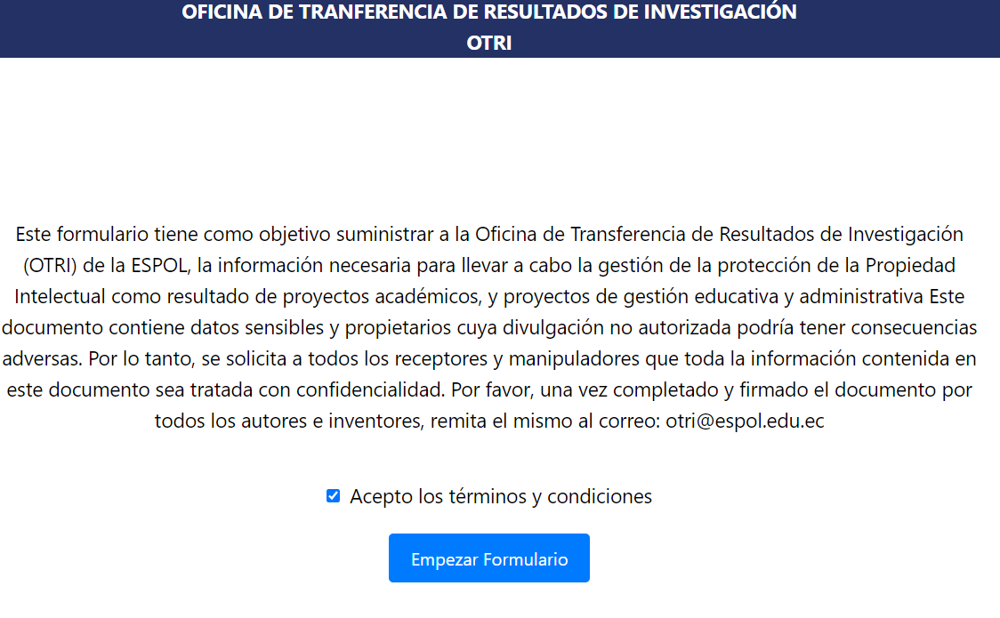 OFICINA DE TRANFERENCIA DE RESULTADOS DE INVESTIGACIÓN
OTRI
Este formulario tiene como objetivo suministrar a la Oficina de Transferencia de Resultados de Investigación
(OTRI) de la ESPOL, la información necesaria para llevar a cabo la gestión de la protección de la Propiedad
Intelectual como resultado de proyectos académicos, y proyectos de gestión educativa y administrativa Este
documento contiene datos sensibles y propietarios cuya divulgación no autorizada podría tener consecuencias
adversas. Por lo tanto, se solicita a todos los receptores y manipuladores que toda la información contenida en
este documento sea tratada con confidencialidad. Por favor, una vez completado y firmado el documento por
todos los autores e inventores, remita el mismo al correo: otri@espol.edu.ec
Acepto los términos y condiciones
Empezar Formulario